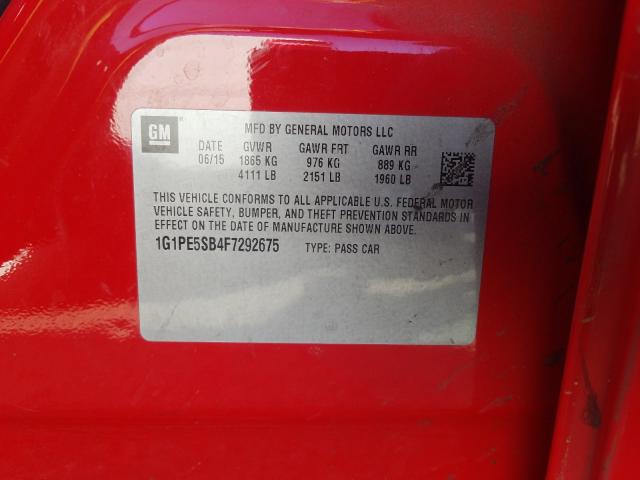 GM
MFD BY GENERAL MOTORS LLC
DATE GVWR GAWR FRT GAWR RR
06/15 1865 KG 976 KG 889 KG
4111 LB 2151 LB 1960 LB
THIS VEHICLE CONFORMS TO ALL APPLICABLE U.S. FEDERAL MOTOR
VEHICLE SAFETY, BUMPER, AND THEFT PREVENTION STANDARDS IN
EFFECT ON THE DATE OF MANUFACTURE SHOWN ABOVE.
1G1PE5SB4F7292675 TYPE: PASS CAR